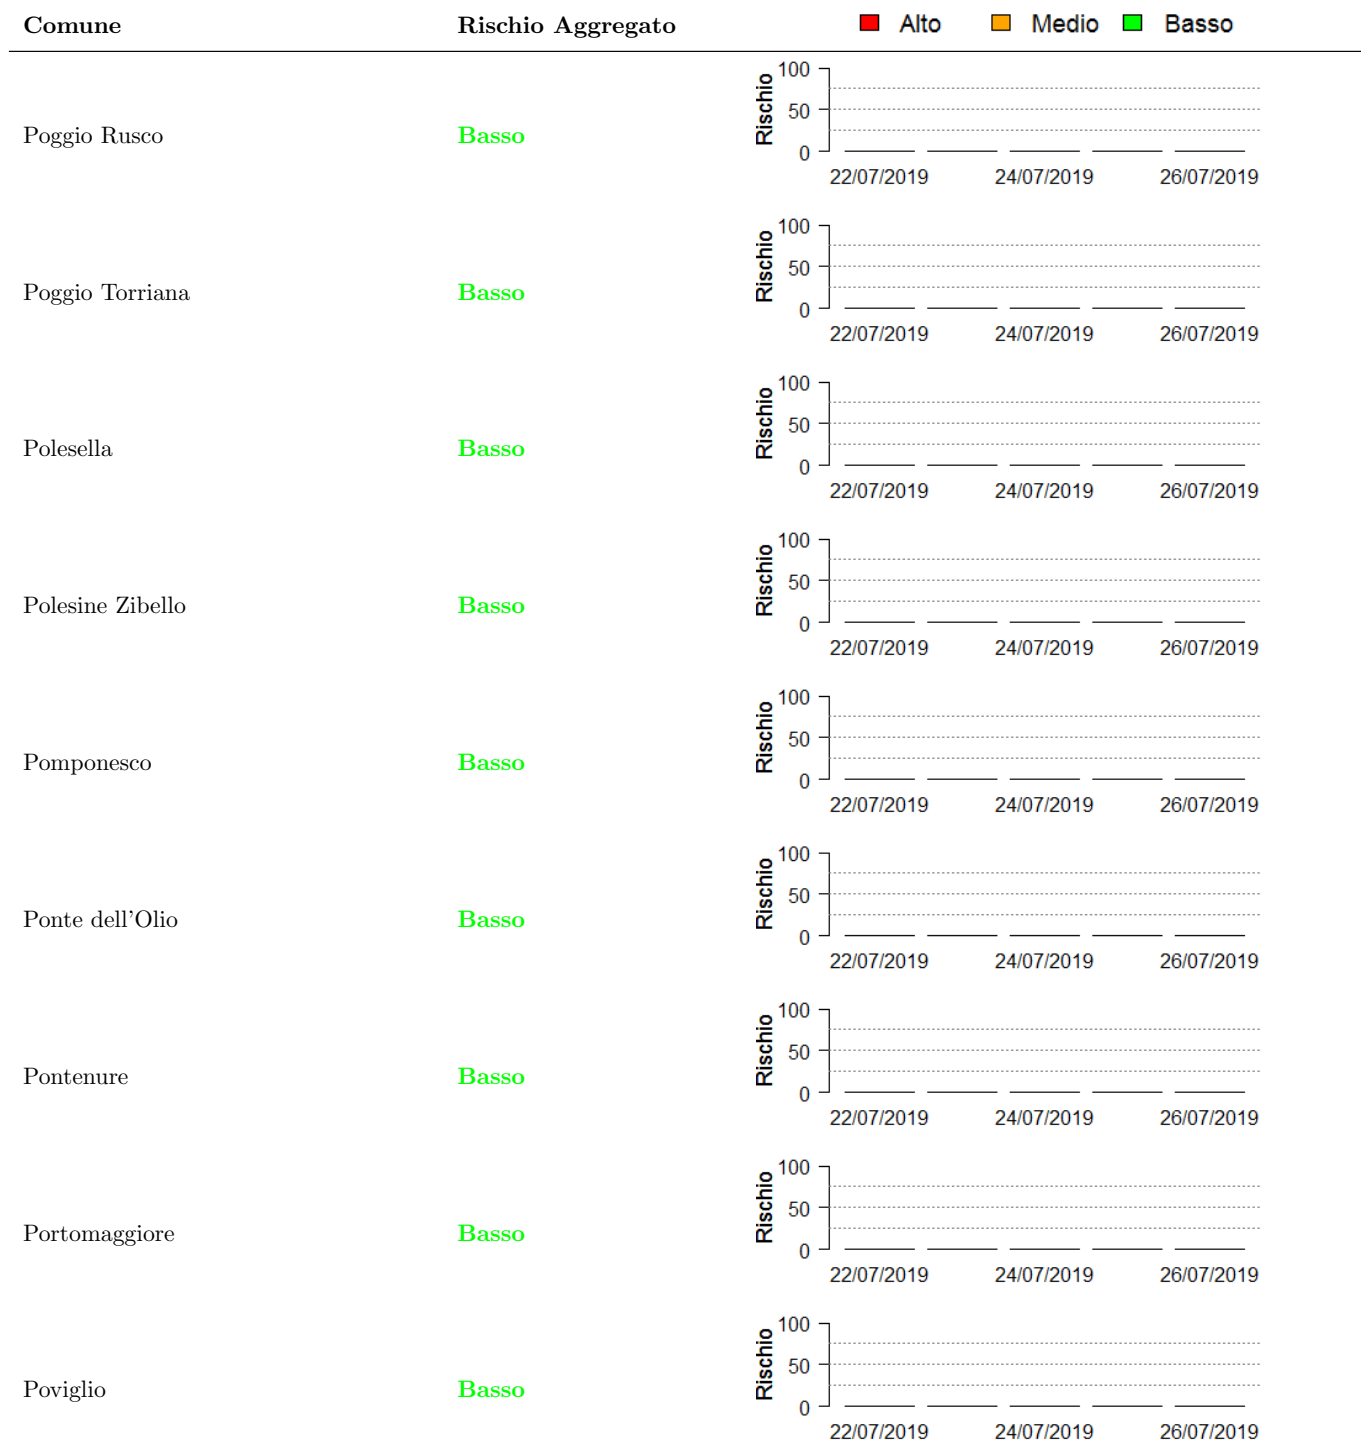 Comune Rischio Aggregato Alto Medio Basso
Poggio Rusco Basso
Rischio
100
50
0
22/07/2019 24/07/2019 26/07/2019
Poggio Torriana Basso
Rischio
100
50
0
22/07/2019 24/07/2019 26/07/2019
Polesella Basso
Rischio
100
50
0
22/07/2019 24/07/2019 26/07/2019
Polesine Zibello Basso
Rischio
100
50
0
22/07/2019 24/07/2019 26/07/2019
Pomponesco Basso
Rischio
100
50
0
22/07/2019 24/07/2019 26/07/2019
Ponte dell'Olio Basso
Rischio
100
50
0
22/07/2019 24/07/2019 26/07/2019
Pontenure Basso
Rischio
100
50
0
22/07/2019 24/07/2019 26/07/2019
Portomaggiore Basso
Rischio
100
50
0
22/07/2019 24/07/2019 26/07/2019
Poviglio Basso
Rischio
100
50
0
22/07/2019 24/07/2019 26/07/2019